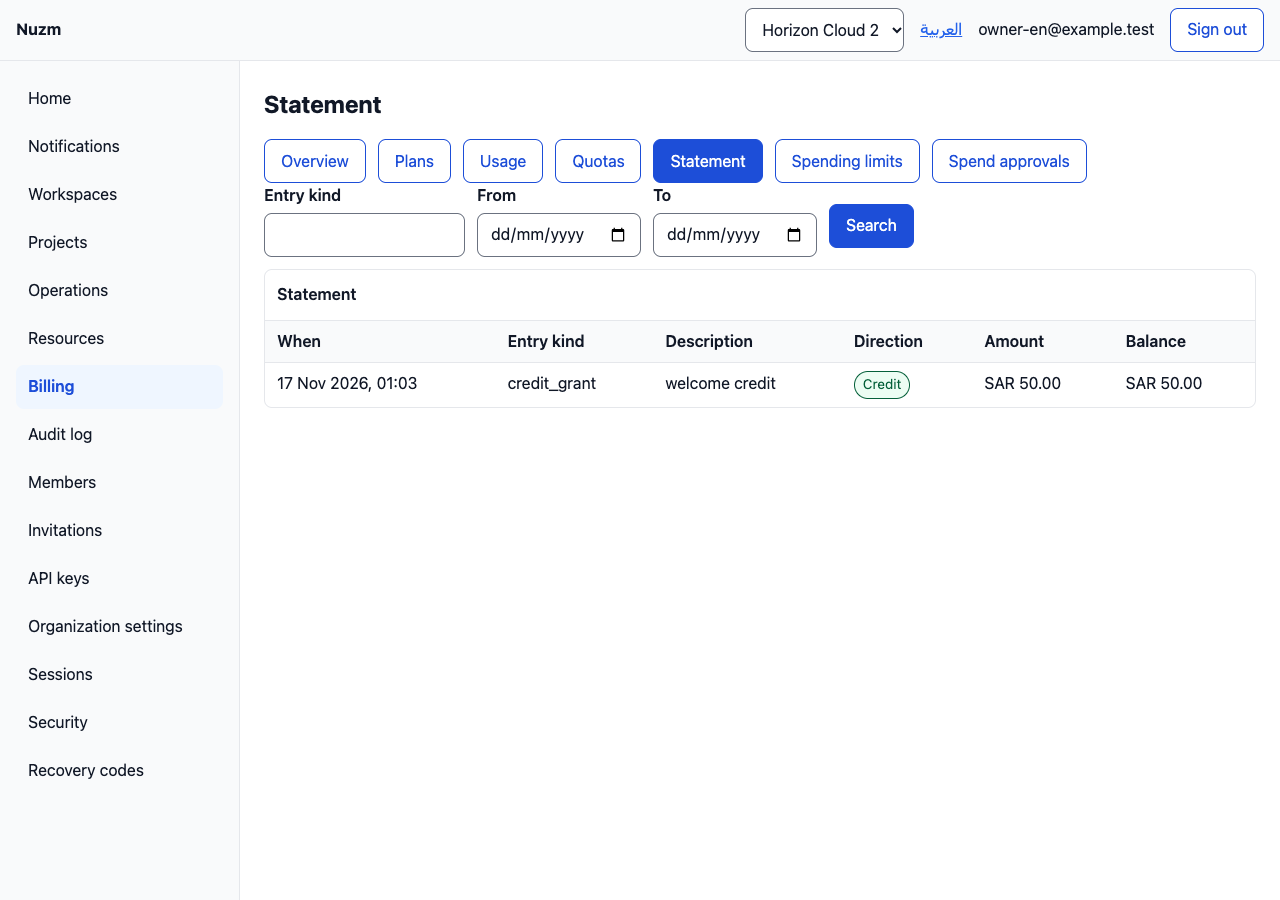 Nuzm
Horizon Cloud 2
العربية
owner-en@example.test
Sign out
Home
Notifications
Workspaces
Projects
Operations
Resources
Billing
Audit log
Members
Invitations
API keys
Organization settings
Sessions
Security
Recovery codes
Statement
Overview Plans Usage Quotas Statement Spending limits Spend approvals
Entry kind From To
dd/mm/yyyy dd/mm/yyyy Search
Statement
When Entry kind Description Direction Amount Balance
17 Nov 2026, 01:03 credit_grant welcome credit Credit SAR 50.00 SAR 50.00